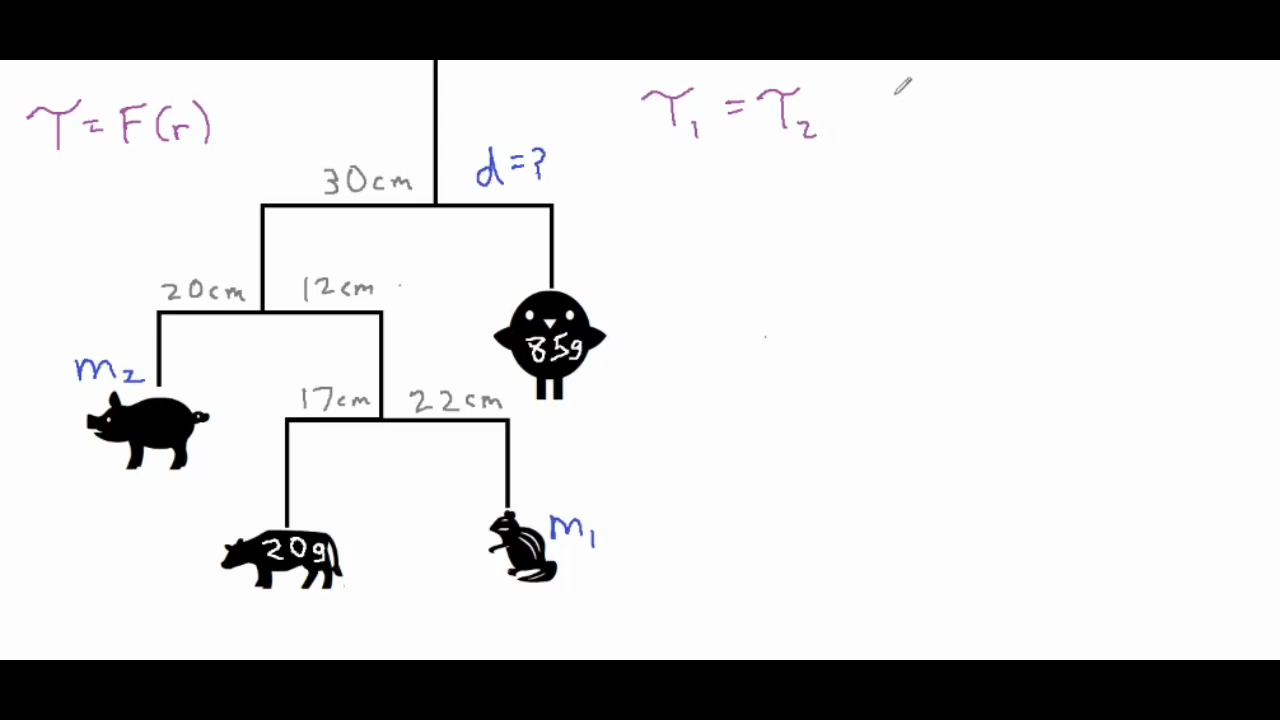 τ = F(r)
τ₁ = τ₂
30cm
d = ?
20cm
12cm
85g
m₂
17cm
22cm
20g
m₁